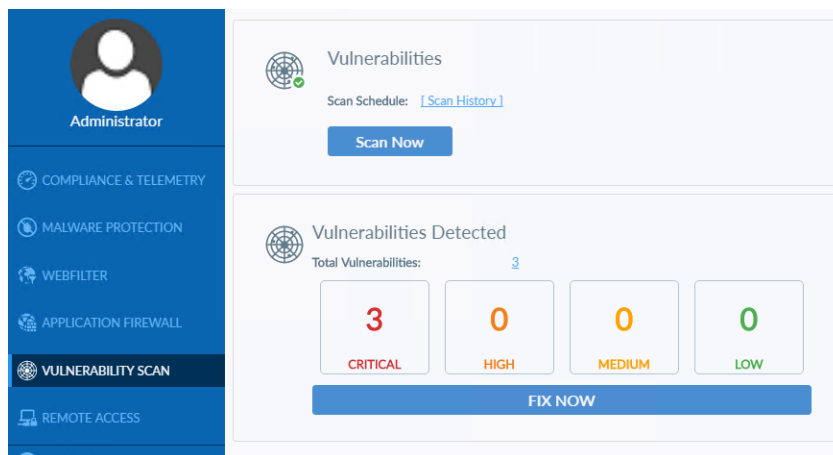 Administrator
COMPLIANCE & TELEMETRY
MALWARE PROTECTION
WEBFILTER
APPLICATION FIREWALL
VULNERABILITY SCAN
REMOTE ACCESS
Vulnerabilities
Scan Schedule: [ Scan History ]
Scan Now
Vulnerabilities Detected
Total Vulnerabilities: 3
3 0 0 0
CRITICAL HIGH MEDIUM LOW
FIX NOW